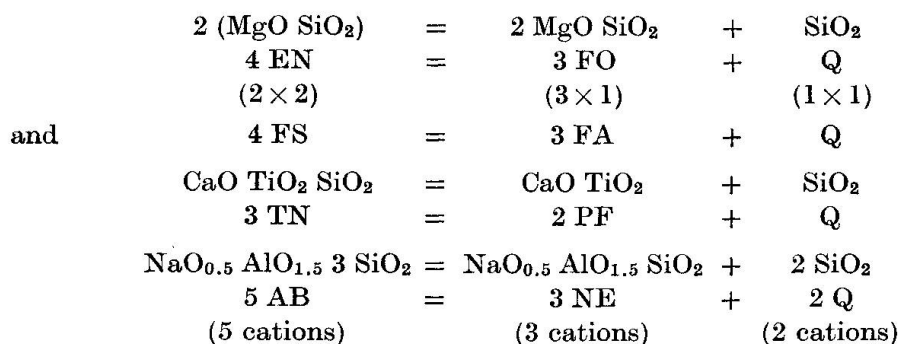 2 (MgO SiO₂) = 2 MgO SiO₂ + SiO₂
4 EN = 3 FO + Q
(2 × 2) (3 × 1) (1 × 1)
and 4 FS = 3 FA + Q
CaO TiO₂ SiO₂ = CaO TiO₂ + SiO₂
3 TN = 2 PF + Q
NaO₀.₅ AlO₁.₅ 3 SiO₂ = NaO₀.₅ AlO₁.₅ SiO₂ + 2 SiO₂
5 AB = 3 NE + 2 Q
(5 cations) (3 cations) (2 cations)